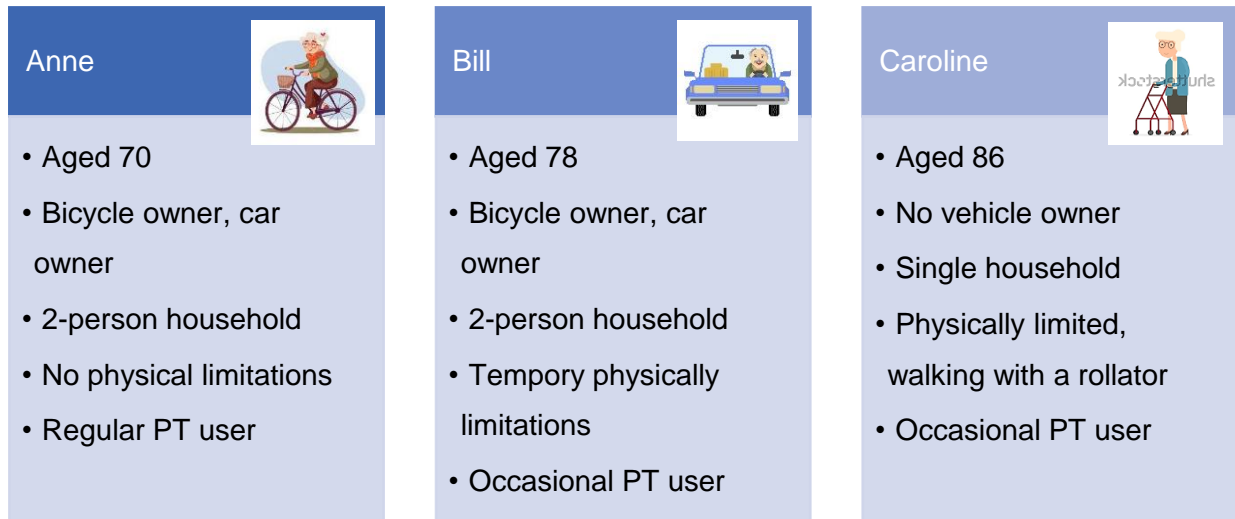 Anne
• Aged 70
• Bicycle owner, car
owner
• 2-person household
• No physical limitations
• Regular PT user
Bill
• Aged 78
• Bicycle owner, car
owner
• 2-person household
• Tempory physically
limitations
• Occasional PT user
Caroline
shutterstock
• Aged 86
• No vehicle owner
• Single household
• Physically limited,
walking with a rollator
• Occasional PT user